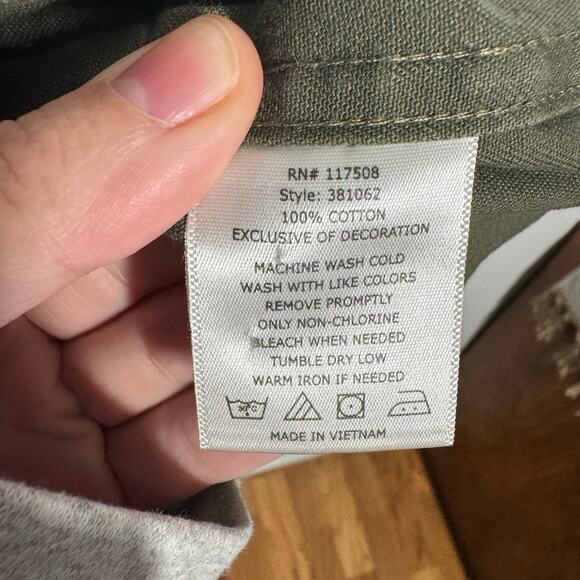 RN# 117508
Style: 381062
100% COTTON
EXCLUSIVE OF DECORATION
MACHINE WASH COLD
WASH WITH LIKE COLORS
REMOVE PROMPTLY
ONLY NON-CHLORINE
BLEACH WHEN NEEDED
TUMBLE DRY LOW
WARM IRON IF NEEDED
30°C
MADE IN VIETNAM